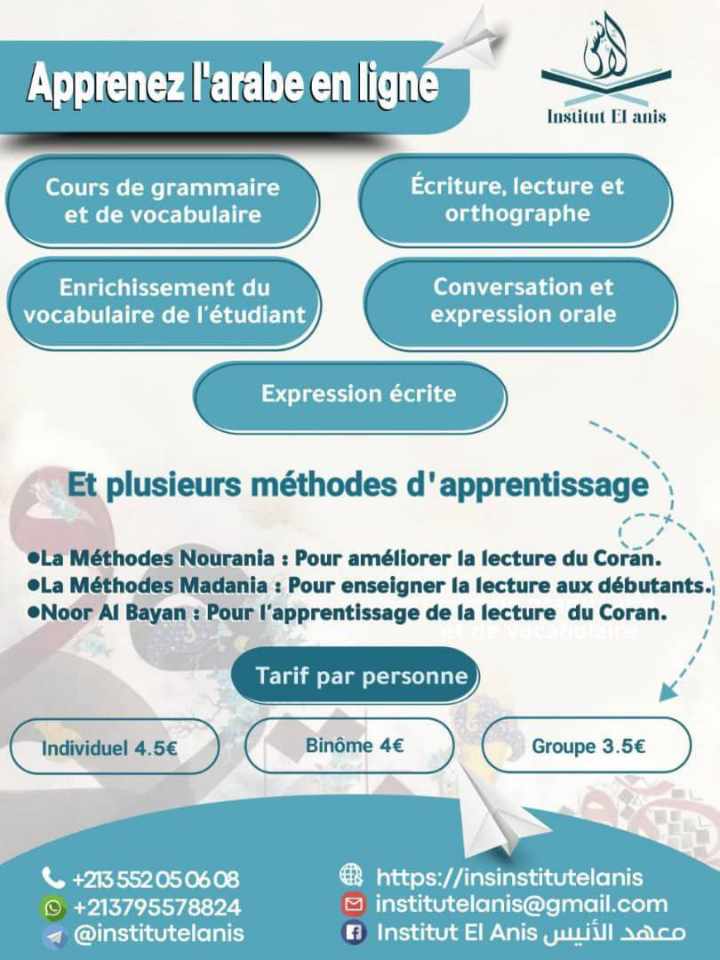 Apprenez l'arabe en ligne
Institut El anis
Cours de grammaire
et de vocabulaire
Écriture, lecture et
orthographe
Enrichissement du
vocabulaire de l'étudiant
Conversation et
expression orale
Expression écrite
Et plusieurs méthodes d'apprentissage
●La Méthodes Nourania : Pour améliorer la lecture du Coran.
●La Méthodes Madania : Pour enseigner la lecture aux débutants.
●Noor Al Bayan : Pour l'apprentissage de la lecture du Coran.
et de vocabulaire
Tarif par personne
Individuel 4.5€
Binôme 4€
Groupe 3.5€
+213 552 05 06 08
+213795578824
@institutelanis
https://insinstitutelanis
institutelanis@gmail.com
Institut El Anis معهد الأنيس